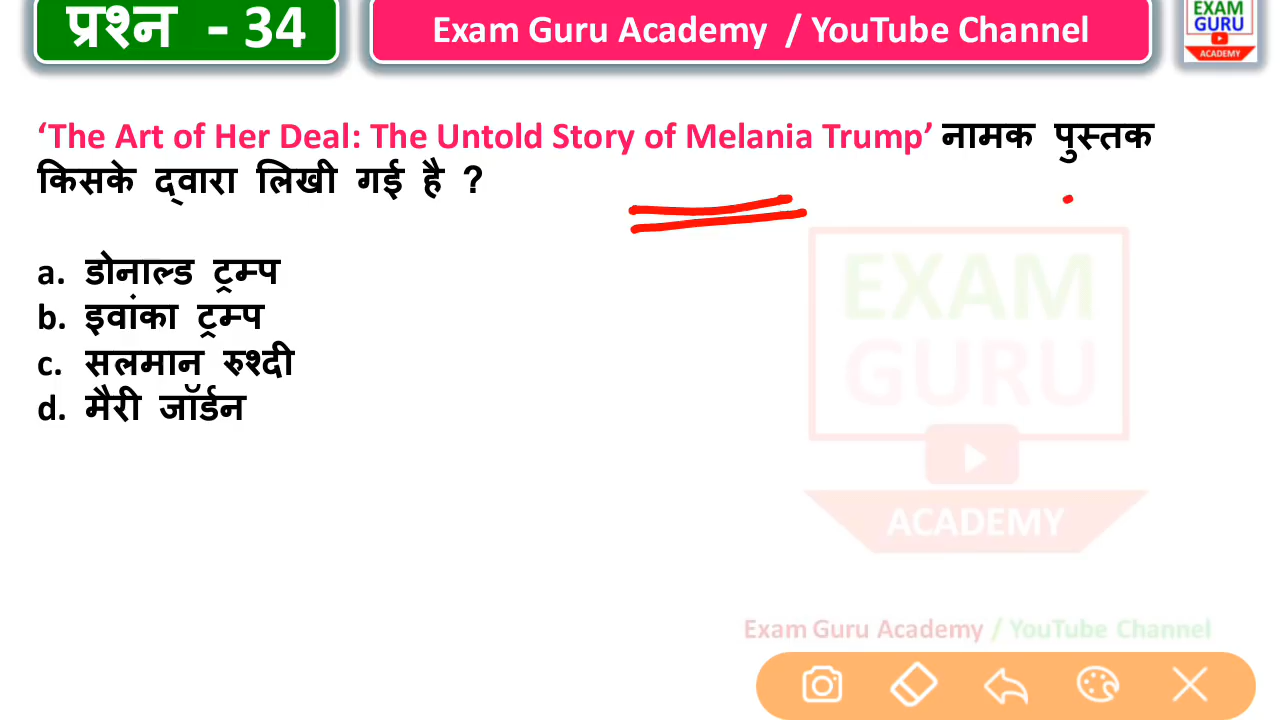 प्रश्न - 34
Exam Guru Academy / YouTube Channel
EXAM
GURU
ACADEMY
‘The Art of Her Deal: The Untold Story of Melania Trump’ नामक पुस्तक
किसके द्वारा लिखी गई है ?
a. डोनाल्ड ट्रम्प
b. इवांका ट्रम्प
c. सलमान रुश्दी
d. मैरी जॉर्डन
EXAM
GURU
ACADEMY
Exam Guru Academy / YouTube Channel